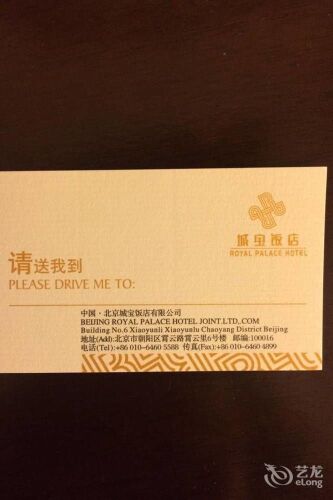 城宝饭店
ROYAL PALACE HOTEL
请送我到
PLEASE DRIVE ME TO:
中国·北京城宝饭店有限公司
BEIJING ROYAL PALACE HOTEL JOINT.LTD,.COM
Building No.6 Xiaoyunli Xiaoyunlu Chaoyang District Beijing
地址(Add):北京市朝阳区霄云路霄云里6号楼 邮编:100016
电话(Tel):+86 010-6460 5588 传真(Fax):+86 010-6460 4899
艺龙
eLong